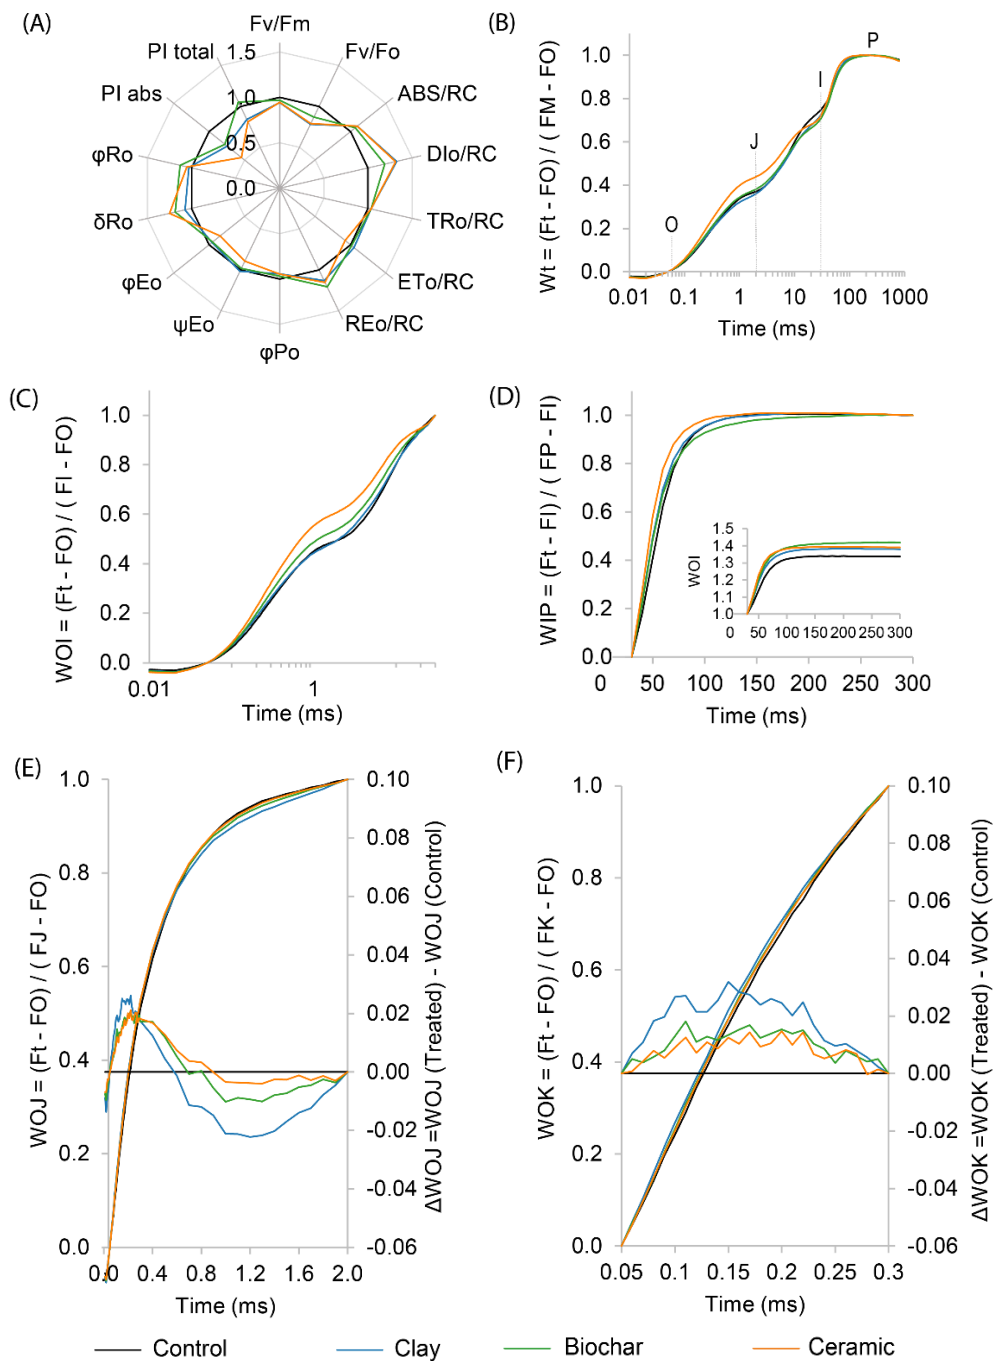 (A)
Fv/Fm
PI total
1.5
Fv/Fo
PI abs
1.0
ABS/RC
0.5
φRo
DIo/RC
0.0
δRo
TRo/RC
φEo
ETo/RC
ψEo
REo/RC
φPo
(B)
Wt = (Ft - FO) / ( FM - FO)
1.0
0.8
0.6
0.4
0.2
0.0
O
J
I
P
0.01 0.1 1 10 100 1000
Time (ms)
(C)
WOI = (Ft - FO) / ( FI - FO)
1.0
0.8
0.6
0.4
0.2
0.0
0.01 1
Time (ms)
(D)
WIP = (Ft - FI) / ( FP - FI)
1.0
0.8
0.6
0.4
0.2
0.0
0 50 100 150 200 250 300
Time (ms)
WOI
1.5
1.4
1.3
1.2
1.1
1.0
0 50 100 150 200 250 300
(E)
WOJ = (Ft - FO) / ( FJ - FO)
1.0
0.8
0.6
0.4
0.2
0.0
0.10
0.08
0.06
0.04
0.02
0.00
-0.02
-0.04
-0.06
ΔWOJ =WOJ (Treated) - WOJ (Control)
0.0 0.4 0.8 1.2 1.6 2.0
Time (ms)
(F)
WOK = (Ft - FO) / ( FK - FO)
1.0
0.8
0.6
0.4
0.2
0.0
0.10
0.08
0.06
0.04
0.02
0.00
-0.02
-0.04
-0.06
ΔWOK =WOK (Treated) - WOK (Control)
0.05 0.1 0.15 0.2 0.25 0.3
Time (ms)
Control Clay Biochar Ceramic